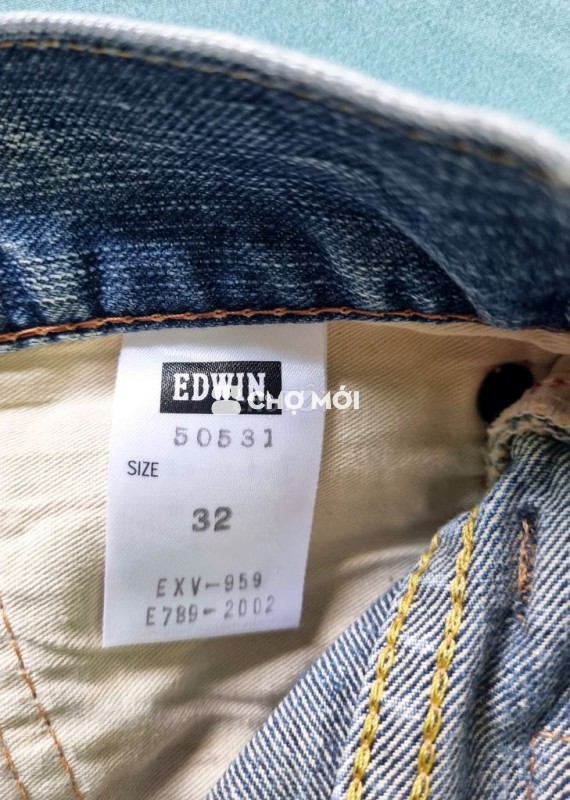 EDWIN
CHỢ MỚI
50531
SIZE
32
EXV-959
E789-2002